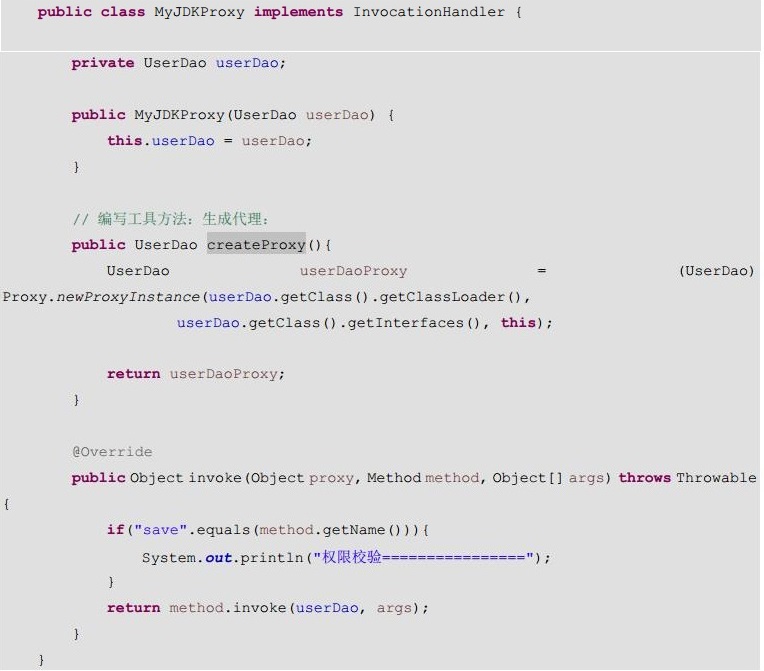 public class MyJDKProxy implements InvocationHandler {
private UserDao userDao;
public MyJDKProxy(UserDao userDao) {
this.userDao = userDao;
}
// 编写工具方法：生成代理：
public UserDao createProxy(){
UserDao userDaoProxy = (UserDao)
Proxy.newProxyInstance(userDao.getClass().getClassLoader(),
userDao.getClass().getInterfaces(), this);
return userDaoProxy;
}
@Override
public Object invoke(Object proxy, Method method, Object[] args) throws Throwable
{
if("save".equals(method.getName())){
System.out.println("权限校验================");
}
return method.invoke(userDao, args);
}
}